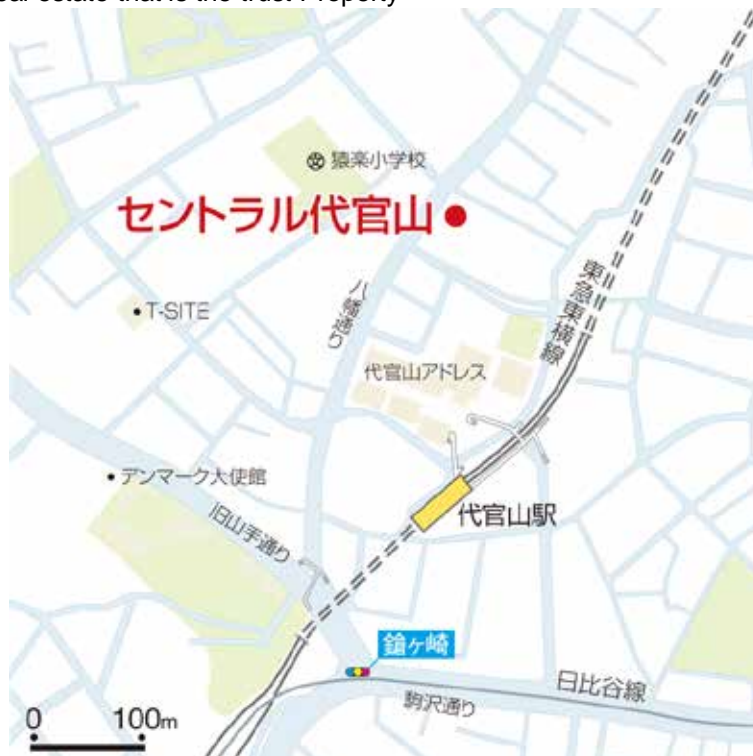 ear estate that is the trust Property
猿楽小学校
セントラル代官山
八幡通り
東急東横線
T-SITE
代官山アドレス
デンマーク大使館
旧山手通り
代官山駅
鎗ヶ崎
日比谷線
駒沢通り
0 100m